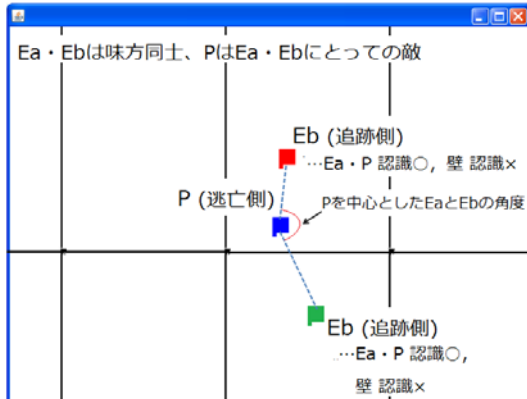 Ea・Ebは味方同士、PはEa・Ebにとっての敵
Eb (追跡側)
…Ea・P 認識○, 壁 認識×
P (逃亡側)
Pを中心としたEaとEbの角度
Eb (追跡側)
…Ea・P 認識○,
壁 認識×